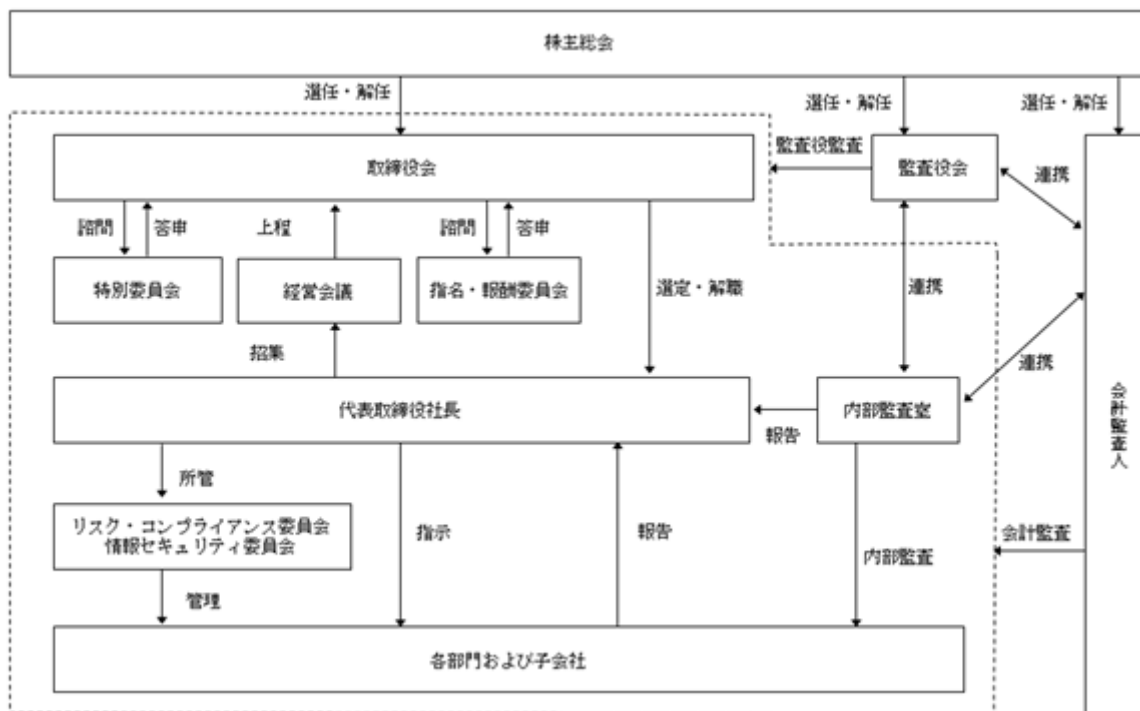 株主総会
選任・解任
選任・解任
選任・解任
取締役会
監査役監査
監査役会
連携
諮問
答申
上程
諮問
答申
選定・解職
特別委員会
経営会議
指名・報酬委員会
連携
招集
連携
代表取締役社長
報告
内部監査室
会計監査人
所管
リスク・コンプライアンス委員会
情報セキュリティ委員会
指示
報告
内部監査
会計監査
管理
各部門および子会社